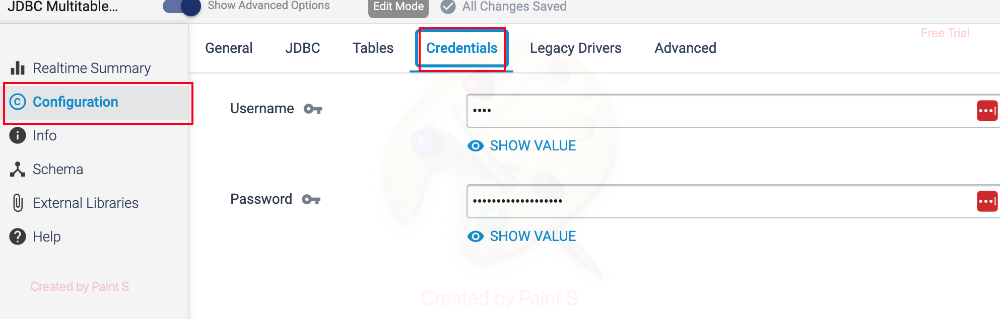 JDBC Multitable...
Show Advanced Options
Edit Mode
All Changes Saved
Free Trial
General
JDBC
Tables
Credentials
Legacy Drivers
Advanced
Realtime Summary
Configuration
Info
Schema
External Libraries
Help
Username
••••
SHOW VALUE
Password
•••••••••••••••••••
SHOW VALUE
Created by Paint S
Created by Paint S